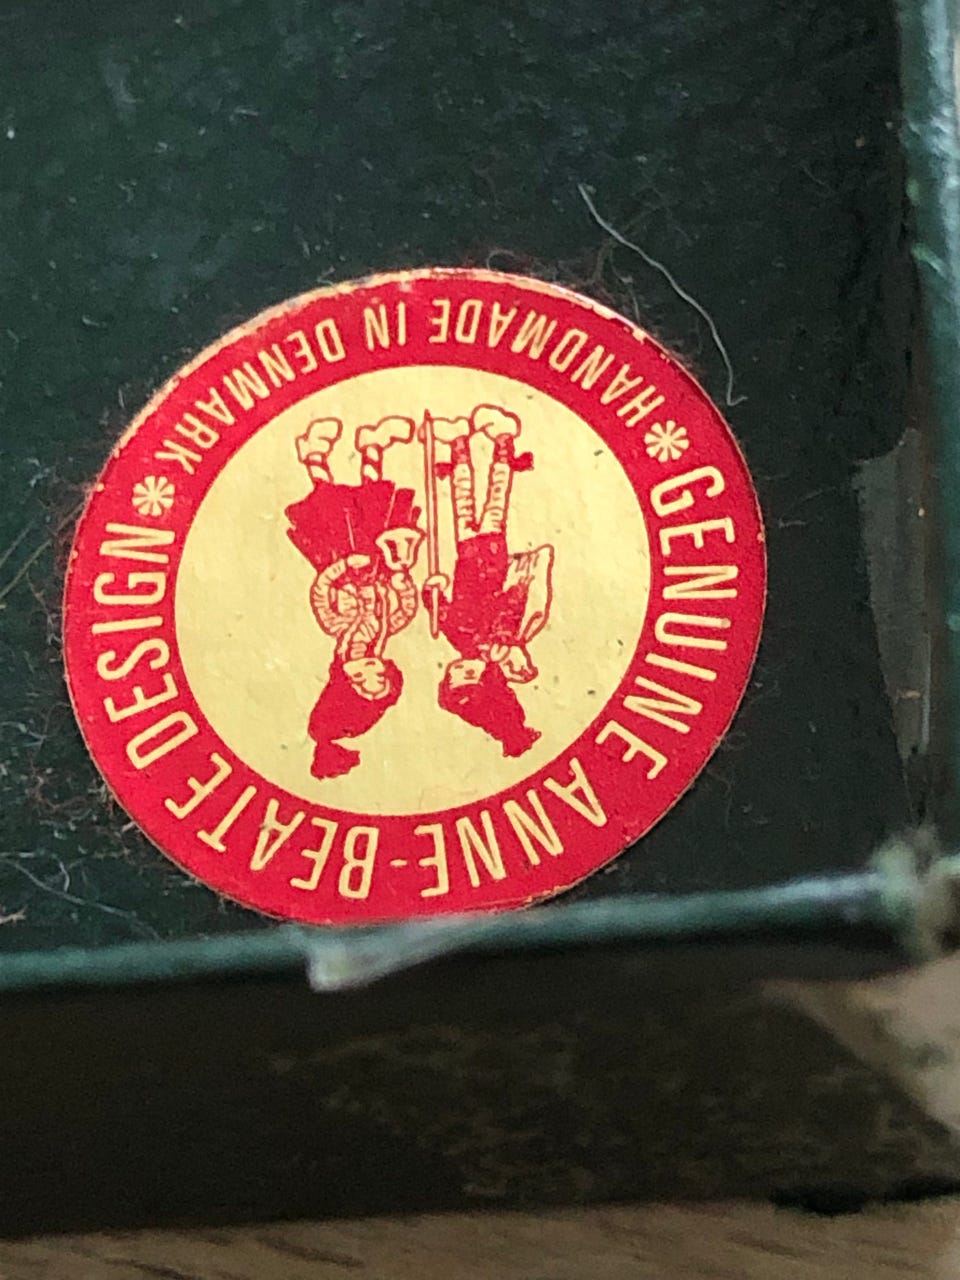 GENUINE ANNE-BEATE DESIGN
* HANDMADE IN DENMARK *